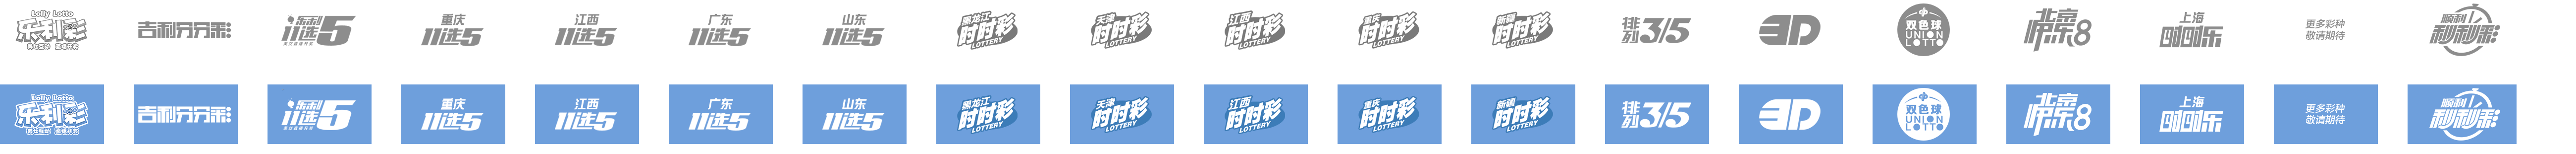 Lolly Lotto
乐利彩
吉利分分彩
乐利
11选5
重庆
11选5
江西
11选5
广东
11选5
山东
11选5
黑龙江
时时彩
LOTTERY
天津
时时彩
LOTTERY
江西
时时彩
LOTTERY
重庆
时时彩
LOTTERY
新疆
时时彩
LOTTERY
排列3/5
3D
双色球
UNION
LOTTO
北京
快乐8
上海
时时乐
更多彩种
敬请期待
顺利
秒秒彩
Lolly Lotto
乐利彩
吉利分分彩
乐利
11选5
重庆
11选5
江西
11选5
广东
11选5
山东
11选5
黑龙江
时时彩
LOTTERY
天津
时时彩
LOTTERY
江西
时时彩
LOTTERY
重庆
时时彩
LOTTERY
新疆
时时彩
LOTTERY
排列3/5
3D
双色球
UNION
LOTTO
北京
快乐8
上海
时时乐
更多彩种
敬请期待
顺利
秒秒彩